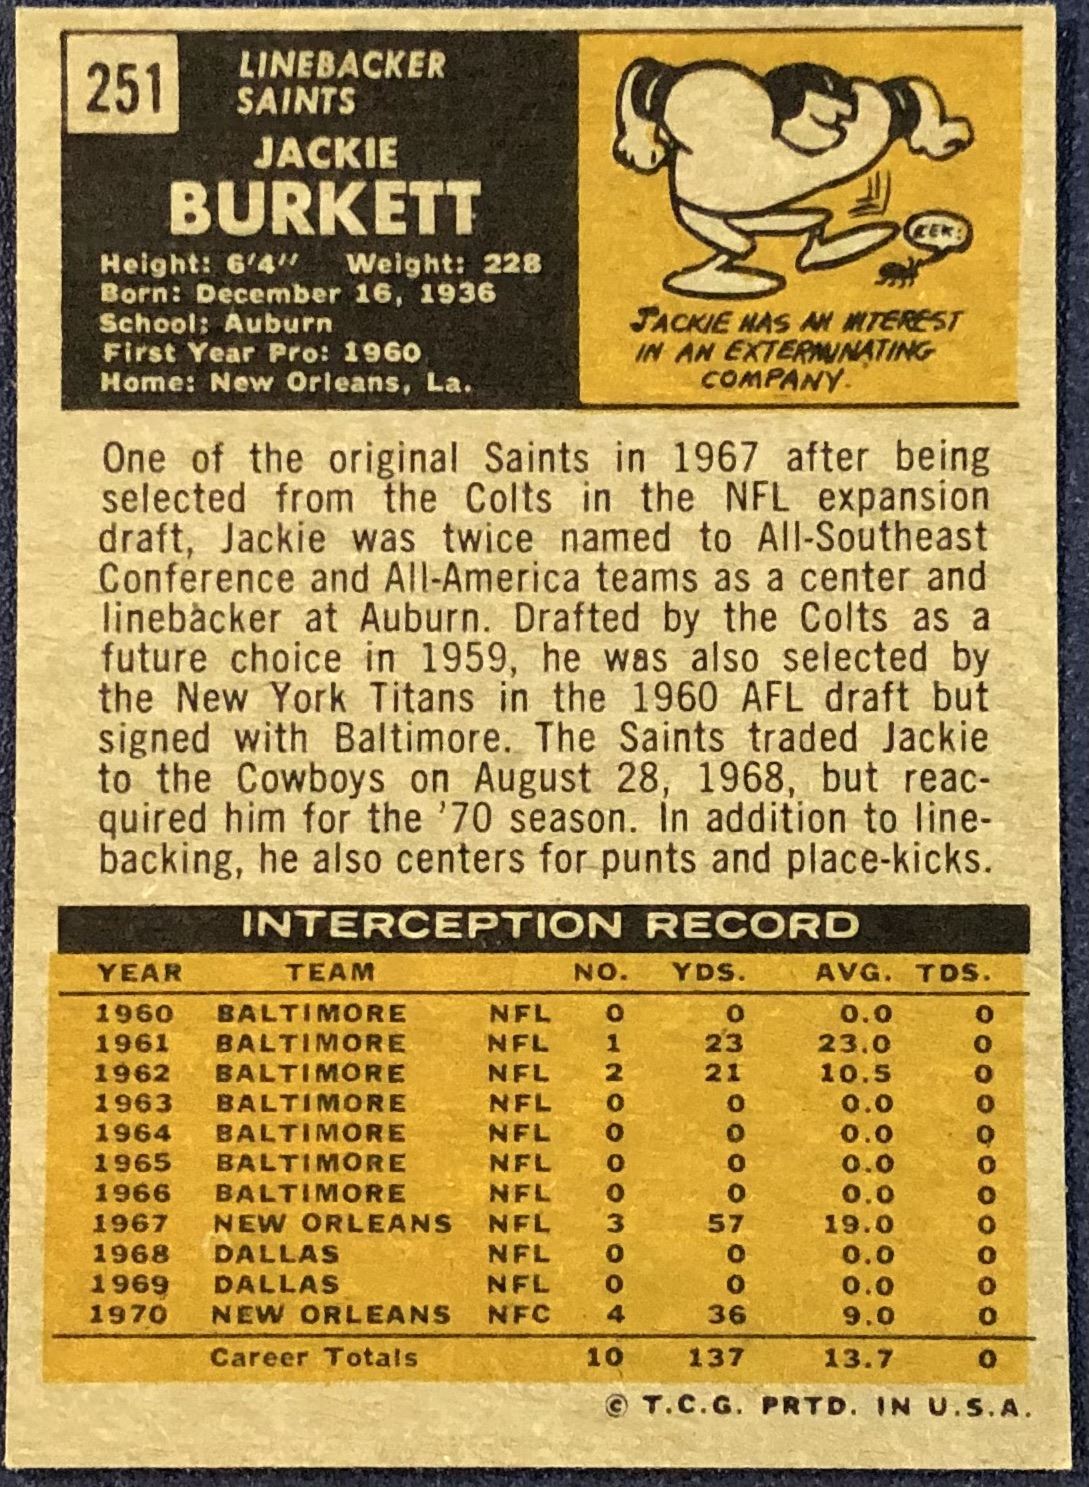 251
LINEBACKER
SAINTS
JACKIE
BURKETT
Height: 6'4" Weight: 228
Born: December 16, 1936
School: Auburn
First Year Pro: 1960
Home: New Orleans, La.
EEK!
JACKIE HAS AN INTEREST
IN AN EXTERMINATING
COMPANY.
One of the original Saints in 1967 after being
selected from the Colts in the NFL expansion
draft, Jackie was twice named to All-Southeast
Conference and All-America teams as a center and
linebacker at Auburn. Drafted by the Colts as a
future choice in 1959, he was also selected by
the New York Titans in the 1960 AFL draft but
signed with Baltimore. The Saints traded Jackie
to the Cowboys on August 28, 1968, but reac-
quired him for the '70 season. In addition to line-
backing, he also centers for punts and place-kicks.
INTERCEPTION RECORD
YEAR TEAM NO. YDS. AVG. TDS.
1960 BALTIMORE NFL 0 0 0.0 0
1961 BALTIMORE NFL 1 23 23.0 0
1962 BALTIMORE NFL 2 21 10.5 0
1963 BALTIMORE NFL 0 0 0.0 0
1964 BALTIMORE NFL 0 0 0.0 0
1965 BALTIMORE NFL 0 0 0.0 0
1966 BALTIMORE NFL 0 0 0.0 0
1967 NEW ORLEANS NFL 3 57 19.0 0
1968 DALLAS NFL 0 0 0.0 0
1969 DALLAS NFL 0 0 0.0 0
1970 NEW ORLEANS NFC 4 36 9.0 0
Career Totals 10 137 13.7 0
© T.C.G. PRTD. IN U.S.A.